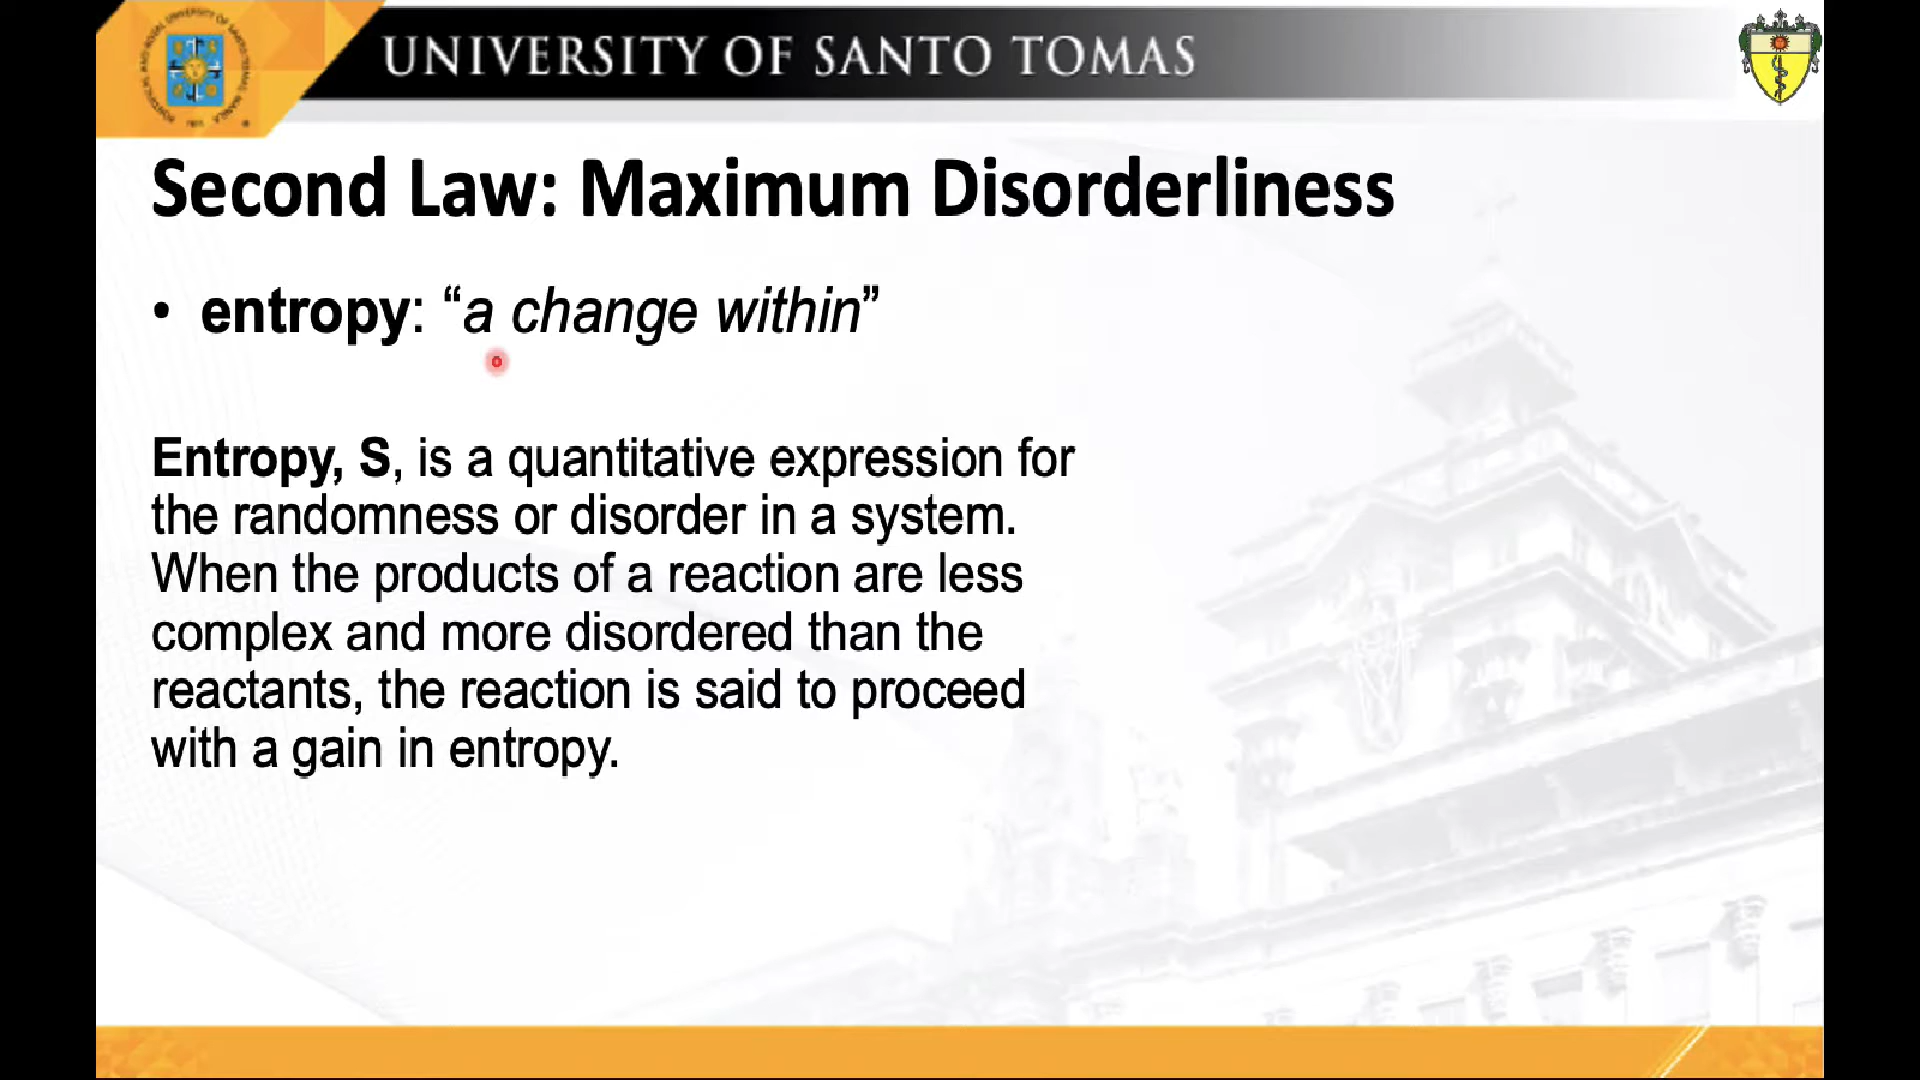 UNIVERSITY OF SANTO TOMAS
Second Law: Maximum Disorderliness
• entropy: “a change within”
Entropy, S, is a quantitative expression for
the randomness or disorder in a system.
When the products of a reaction are less
complex and more disordered than the
reactants, the reaction is said to proceed
with a gain in entropy.